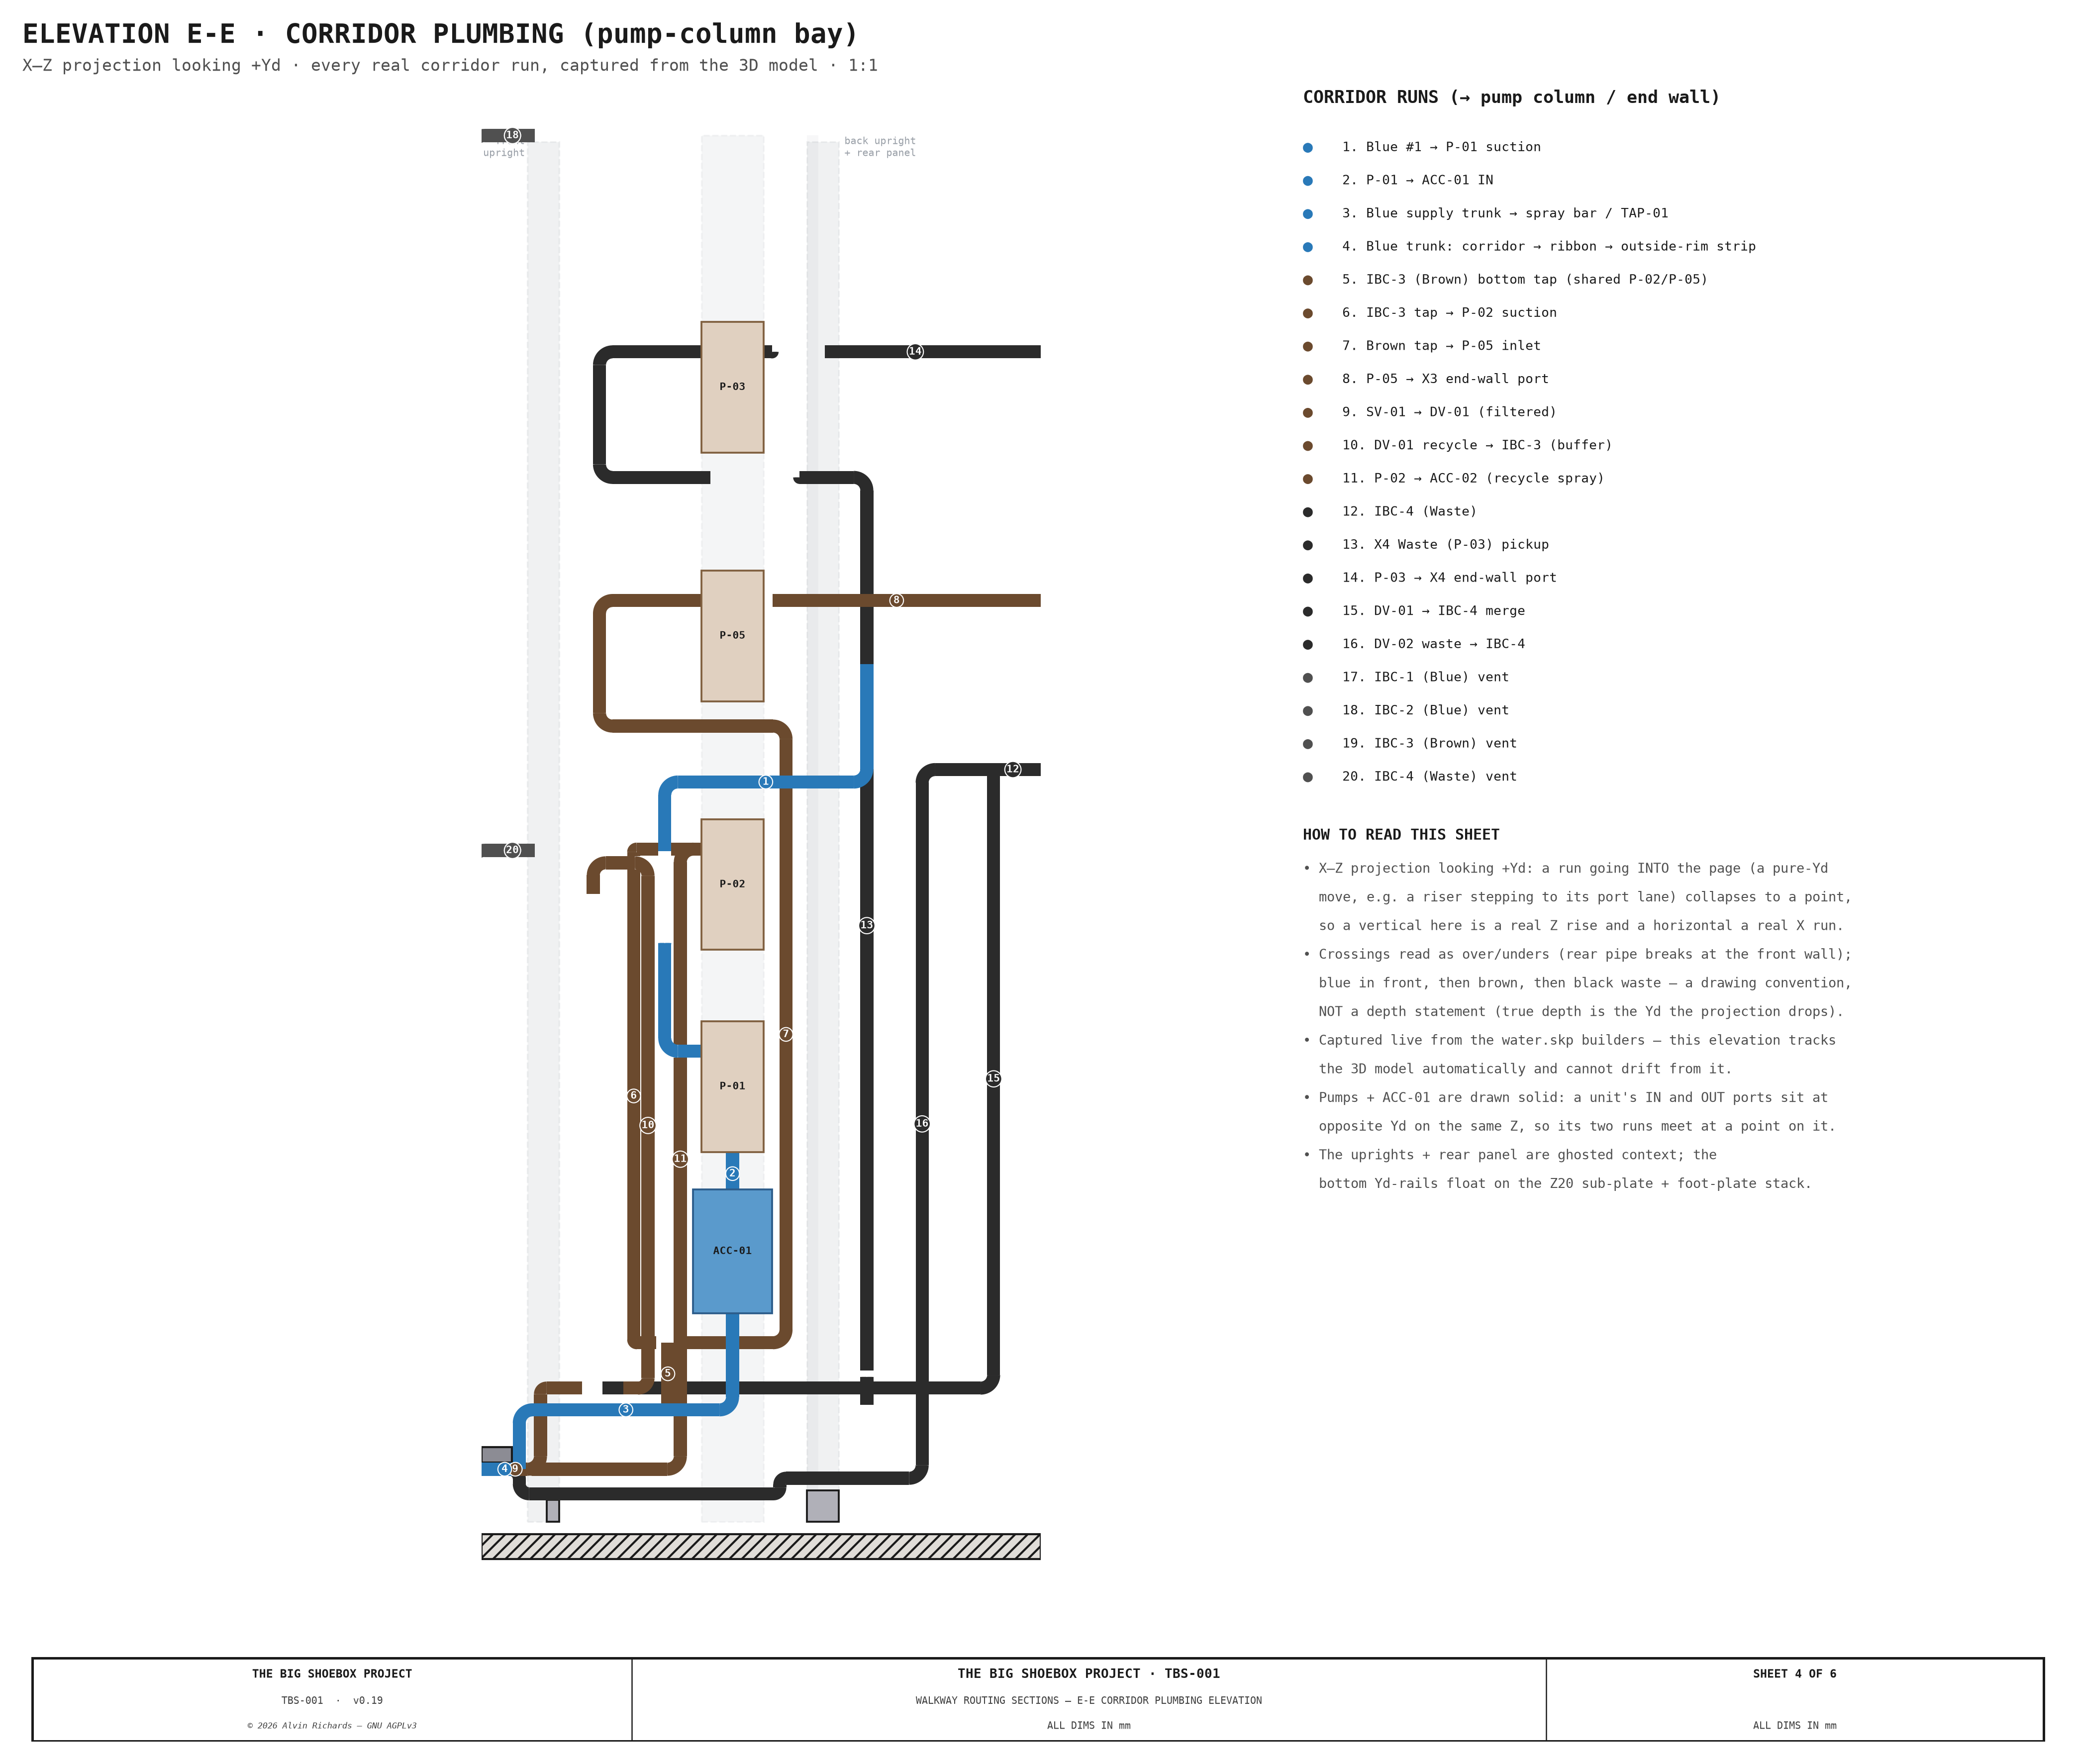 ELEVATION E-E · CORRIDOR PLUMBING (pump-column bay)
X–Z projection looking +Yd · every real corridor run, captured from the 3D model · 1:1
18
upright
back upright
+ rear panel
14
P-03
P-05
8
1
12
20
P-02
13
7
P-01
15
6
16
10
11
2
ACC-01
5
3
4
9
CORRIDOR RUNS (→ pump column / end wall)
1. Blue #1 → P-01 suction
2. P-01 → ACC-01 IN
3. Blue supply trunk → spray bar / TAP-01
4. Blue trunk: corridor → ribbon → outside-rim strip
5. IBC-3 (Brown) bottom tap (shared P-02/P-05)
6. IBC-3 tap → P-02 suction
7. Brown tap → P-05 inlet
8. P-05 → X3 end-wall port
9. SV-01 → DV-01 (filtered)
10. DV-01 recycle → IBC-3 (buffer)
11. P-02 → ACC-02 (recycle spray)
12. IBC-4 (Waste)
13. X4 Waste (P-03) pickup
14. P-03 → X4 end-wall port
15. DV-01 → IBC-4 merge
16. DV-02 waste → IBC-4
17. IBC-1 (Blue) vent
18. IBC-2 (Blue) vent
19. IBC-3 (Brown) vent
20. IBC-4 (Waste) vent
HOW TO READ THIS SHEET
• X–Z projection looking +Yd: a run going INTO the page (a pure-Yd
move, e.g. a riser stepping to its port lane) collapses to a point,
so a vertical here is a real Z rise and a horizontal a real X run.
• Crossings read as over/unders (rear pipe breaks at the front wall);
blue in front, then brown, then black waste — a drawing convention,
NOT a depth statement (true depth is the Yd the projection drops).
• Captured live from the water.skp builders — this elevation tracks
the 3D model automatically and cannot drift from it.
• Pumps + ACC-01 are drawn solid: a unit's IN and OUT ports sit at
opposite Yd on the same Z, so its two runs meet at a point on it.
• The uprights + rear panel are ghosted context; the
bottom Yd-rails float on the Z20 sub-plate + foot-plate stack.
THE BIG SHOEBOX PROJECT
TBS-001 · v0.19
© 2026 Alvin Richards — GNU AGPLv3
THE BIG SHOEBOX PROJECT · TBS-001
WALKWAY ROUTING SECTIONS — E-E CORRIDOR PLUMBING ELEVATION
ALL DIMS IN mm
SHEET 4 OF 6
ALL DIMS IN mm